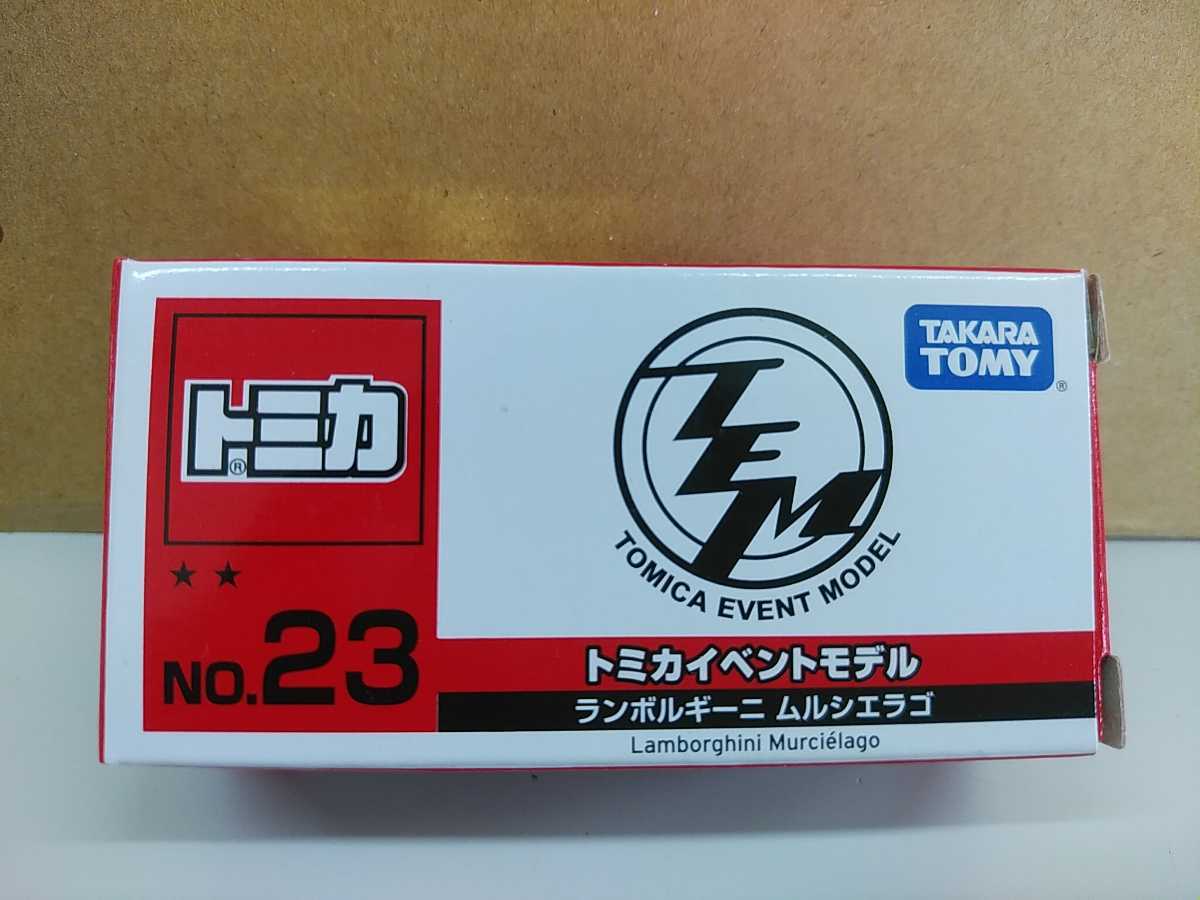 トミカ®
★ ★
NO.23
TEM
TOMICA EVENT MODEL
TAKARA
TOMY®
トミカイベントモデル
ランボルギーニ ムルシエラゴ
Lamborghini Murciélago